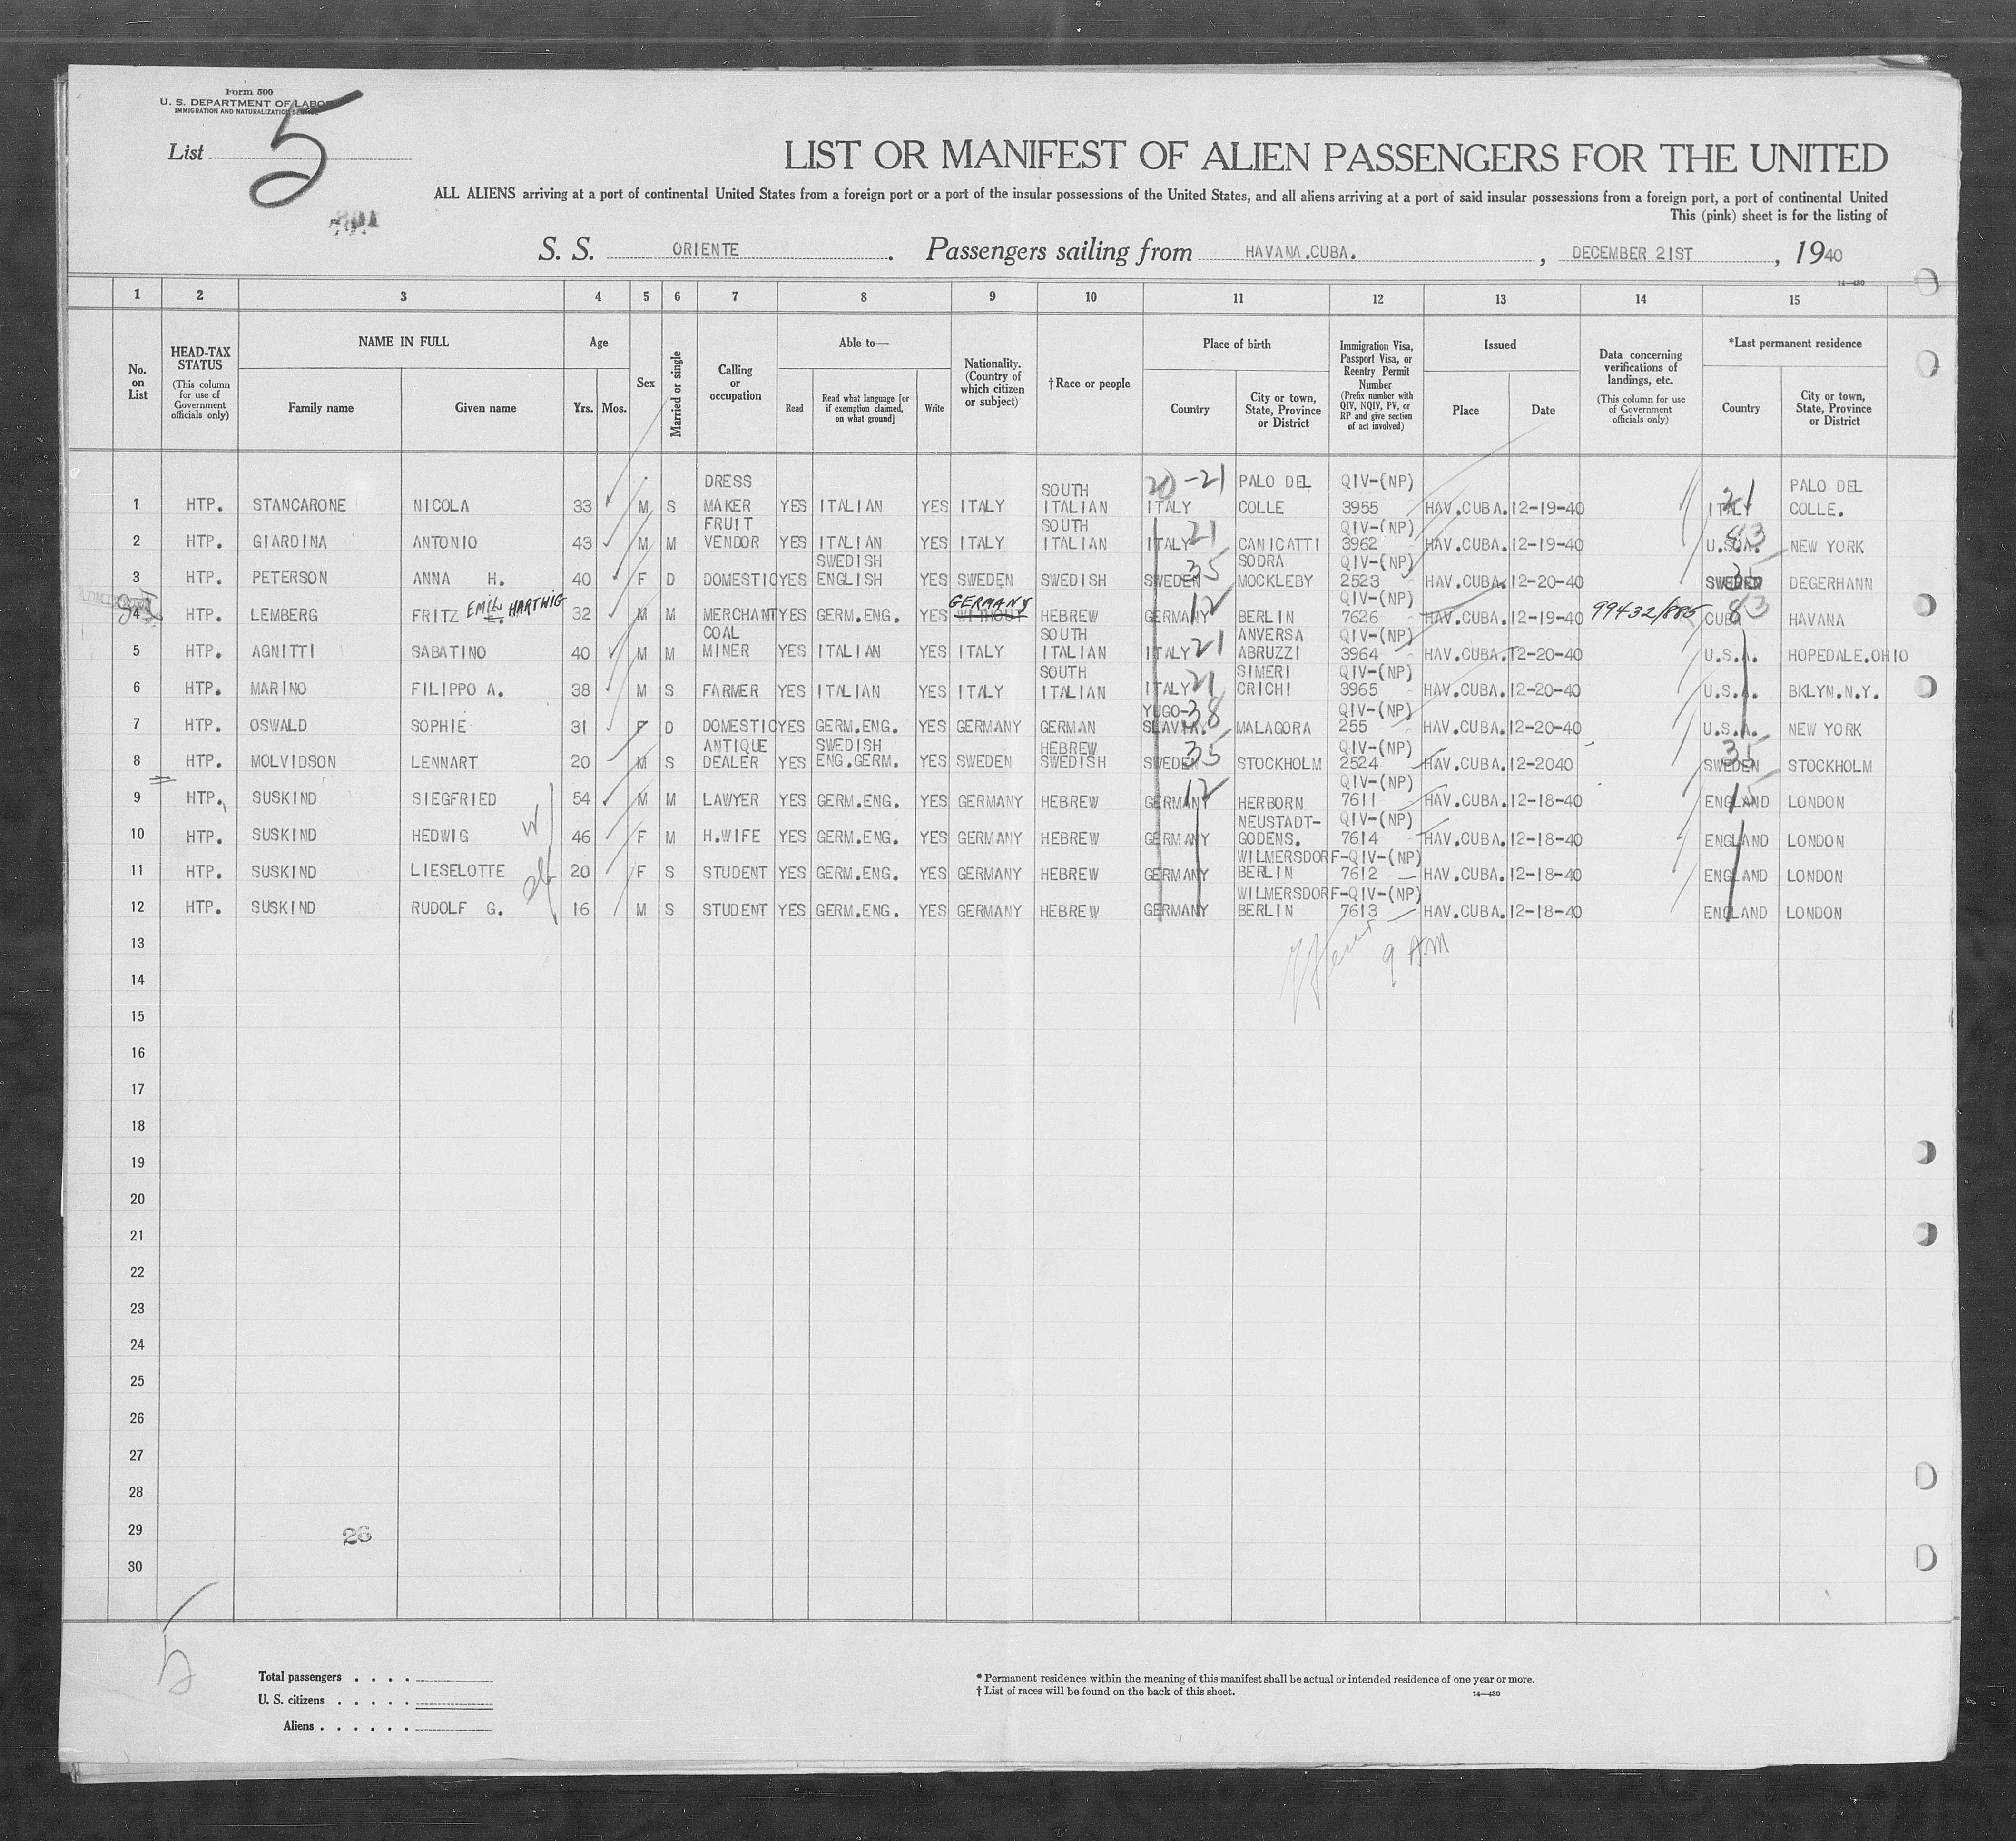 Form 500
U. S. DEPARTMENT OF LABOR
IMMIGRATION AND NATURALIZATION SERVICE
List 5
LIST OR MANIFEST OF ALIEN PASSENGERS FOR THE UNITED
ALL ALIENS arriving at a port of continental United States from a foreign port or a port of the insular possessions of the United States, and all aliens arriving at a port of said insular possessions from a foreign port, a port of continental United
This (pink) sheet is for the listing of
S. S. ORIENTE. Passengers sailing from HAVANA.CUBA. , DECEMBER 21ST , 1940
14—430
1 2 3 4 5 6 7 8 9 10 11 12 13 14 15
No. on List
HEAD-TAX STATUS (This column for use of Government officials only)
NAME IN FULL
Family name Given name
Age
Yrs. Mos.
Sex
Married or single
Calling or occupation
Able to—
Read Read what language [or if exemption claimed, on what ground] Write
Nationality. (Country of which citizen or subject)
†Race or people
Place of birth
Country City or town, State, Province or District
Immigration Visa, Passport Visa, or Reentry Permit Number (Prefix number with QIV, NQIV, PV, or RP and give section of act involved)
Issued
Place Date
Data concerning verifications of landings, etc. (This column for use of Government officials only)
*Last permanent residence
Country City or town, State, Province or District
1 HTP. STANCARONE NICOLA 33 M S DRESS MAKER YES ITALIAN YES ITALY SOUTH ITALIAN 20-21 ITALY PALO DEL COLLE QIV-(NP) 3955 HAV.CUBA. 12-19-40 21 ITALY PALO DEL COLLE.
2 HTP. GIARDINA ANTONIO 43 M M FRUIT VENDOR YES ITALIAN YES ITALY SOUTH ITALIAN ITALY 21 CANICATTI QIV-(NP) 3962 HAV.CUBA. 12-19-40 U.S.A. 83 NEW YORK
3 HTP. PETERSON ANNA H. 40 F D DOMESTIC YES SWEDISH ENGLISH YES SWEDEN SWEDISH SWEDEN 35 SODRA MOCKLEBY QIV-(NP) 2523 HAV.CUBA. 12-20-40 SWEDEN 35 DEGERHANN
4 HTP. LEMBERG FRITZ E. EMIL HARTWIG 32 M M MERCHANT YES GERM.ENG. YES GERMANY WITHOUT HEBREW GERMANY 12 BERLIN QIV-(NP) 7626 HAV.CUBA. 12-19-40 99432/885 CUBA 83 HAVANA
5 HTP. AGNITTI SABATINO 40 M M COAL MINER YES ITALIAN YES ITALY SOUTH ITALIAN ITALY 21 ANVERSA ABRUZZI QIV-(NP) 3964 HAV.CUBA. 12-20-40 U.S.A. HOPEDALE.OHIO
6 HTP. MARINO FILIPPO A. 38 M S FARMER YES ITALIAN YES ITALY SOUTH ITALIAN ITALY 21 SIMERI CRICHI QIV-(NP) 3965 HAV.CUBA. 12-20-40 U.S.A. BKLYN.N.Y.
7 HTP. OSWALD SOPHIE 31 F D DOMESTIC YES GERM.ENG. YES GERMANY GERMAN YUGO-SLAVIA. 38 MALAGORA QIV-(NP) 255 HAV.CUBA. 12-20-40 U.S.A. NEW YORK
8 HTP. MOLVIDSON LENNART 20 M S ANTIQUE DEALER YES SWEDISH ENG.GERM. YES SWEDEN HEBREW SWEDISH SWEDEN 35 STOCKHOLM QIV-(NP) 2524 HAV.CUBA. 12-2040 SWEDEN 35 STOCKHOLM
9 HTP. SUSKIND SIEGFRIED 54 M M LAWYER YES GERM.ENG. YES GERMANY HEBREW GERMANY 12 HERBORN QIV-(NP) 7611 HAV.CUBA. 12-18-40 ENGLAND 15 LONDON
10 HTP. SUSKIND HEDWIG 46 F M H.WIFE YES GERM.ENG. YES GERMANY HEBREW GERMANY NEUSTADT-GODENS. QIV-(NP) 7614 HAV.CUBA. 12-18-40 ENGLAND LONDON
11 HTP. SUSKIND LIESELOTTE 20 F S STUDENT YES GERM.ENG. YES GERMANY HEBREW GERMANY WILMERSDORF-BERLIN QIV-(NP) 7612 HAV.CUBA. 12-18-40 ENGLAND LONDON
12 HTP. SUSKIND RUDOLF G. 16 M S STUDENT YES GERM.ENG. YES GERMANY HEBREW GERMANY WILMERSDORF-BERLIN QIV-(NP) 7613 HAV.CUBA. 12-18-40 ENGLAND LONDON
13
9 AM
14
15
16
17
18
19
20
21
22
23
24
25
26
27
28
29 26
30
5
Total passengers . . . .
U. S. citizens . . . . .
Aliens . . . . . .
* Permanent residence within the meaning of this manifest shall be actual or intended residence of one year or more.
† List of races will be found on the back of this sheet.
14—430